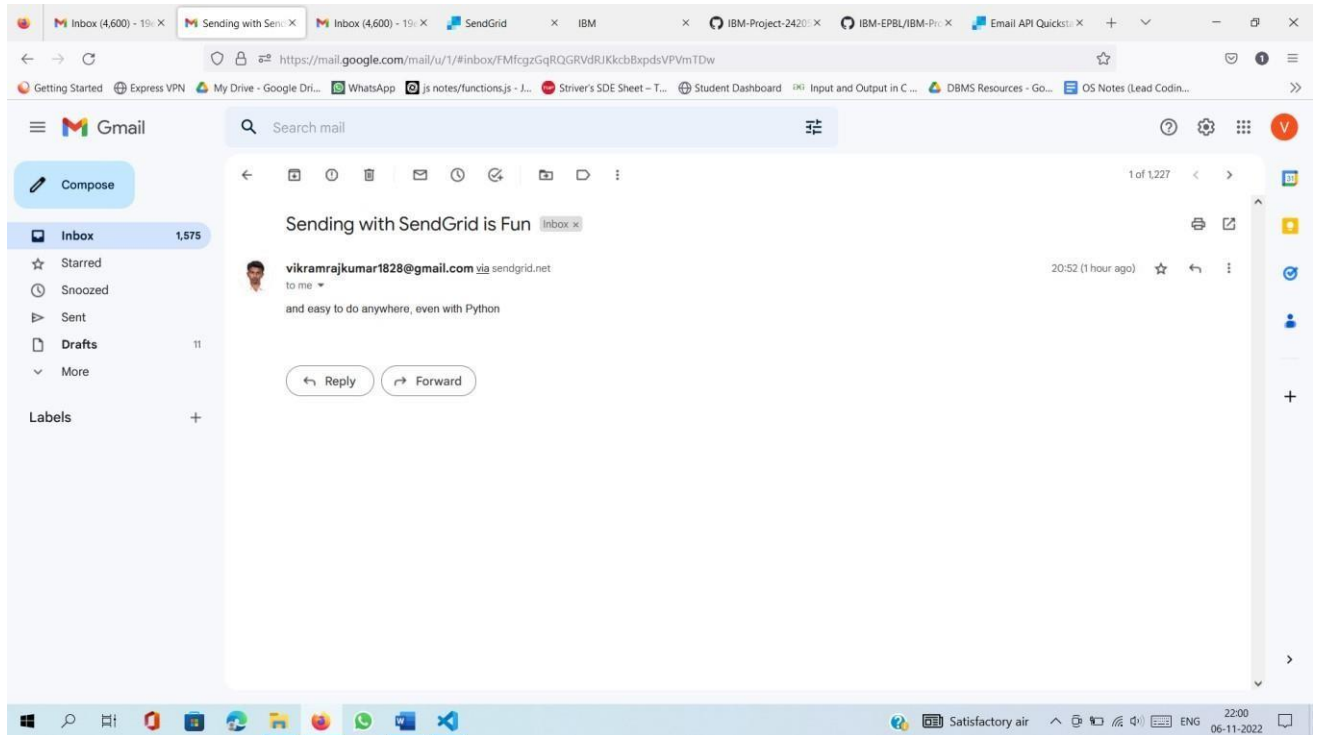 Inbox (4,600) - 19
Sending with Send
Inbox (4,600) - 19
SendGrid
IBM
IBM-Project-2420
IBM-EPBL/IBM-Pro
Email API Quicksta
https://mail.google.com/mail/u/1/#inbox/FMfcgzGqRQGRVdRJKkcbBxpdsVPVmTDw
1
Getting Started
Express VPN
My Drive - Google Dri...
WhatsApp
js notes/functions.js - J...
Striver's SDE Sheet – T...
Student Dashboard
Input and Output in C ...
DBMS Resources - Go...
OS Notes (Lead Codin...
Gmail
Search mail
V
Compose
1 of 1,227
31
Sending with SendGrid is Fun Inbox ×
Inbox 1,575
Starred
Snoozed
Sent
Drafts 11
More
Labels
vikramrajkumar1828@gmail.com via sendgrid.net
20:52 (1 hour ago)
to me
and easy to do anywhere, even with Python
Reply
Forward
Satisfactory air
ENG
22:00
06-11-2022